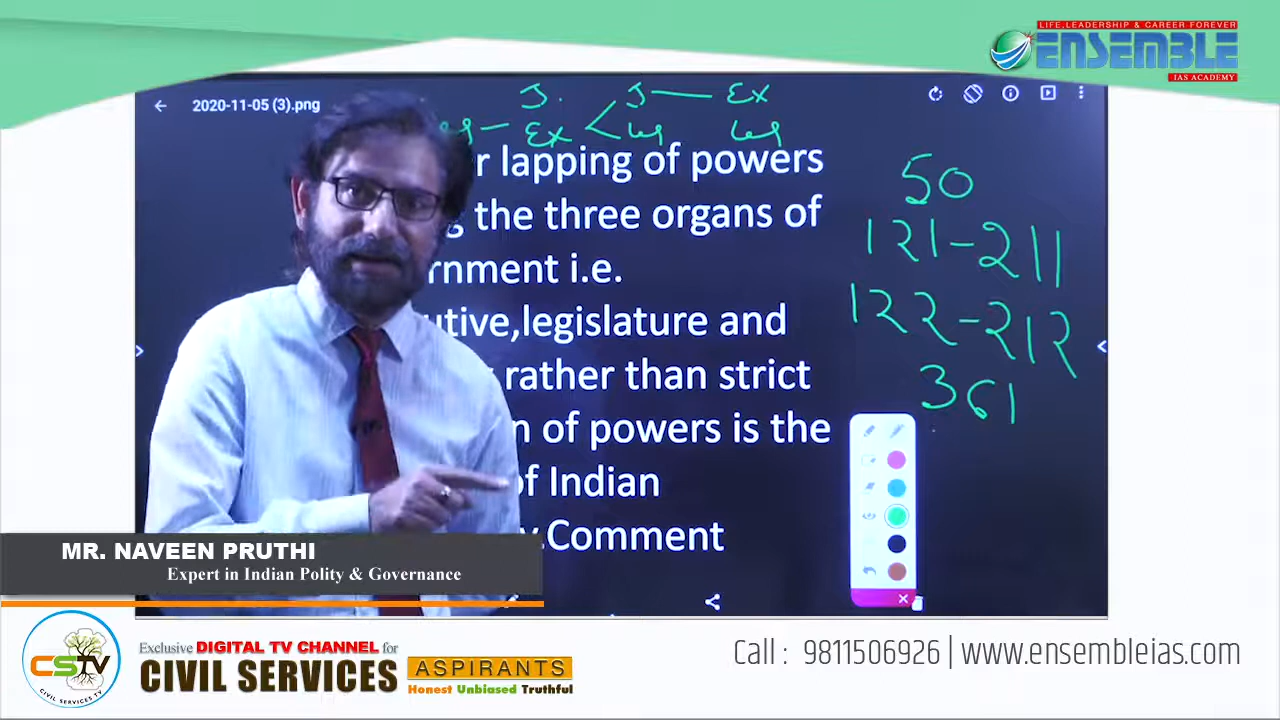 LIFE,LEADERSHIP & CAREER FOREVER
ENSEMBLE
IAS ACADEMY
2020-11-05 (3).png
J. J — Ex
Ex < Leg Leg
50
lapping of powers
the three organs of
121-211
i.e.
legislature and
122-212
rather than strict
361
of powers is the
of Indian
Comment
MR. NAVEEN PRUTHI
Expert in Indian Polity & Governance
CSTV
CIVIL SERVICES TV
Exclusive DIGITAL TV CHANNEL for
CIVIL SERVICES ASPIRANTS
Honest Unbiased Truthful
Call : 9811506926 | www.ensembleias.com